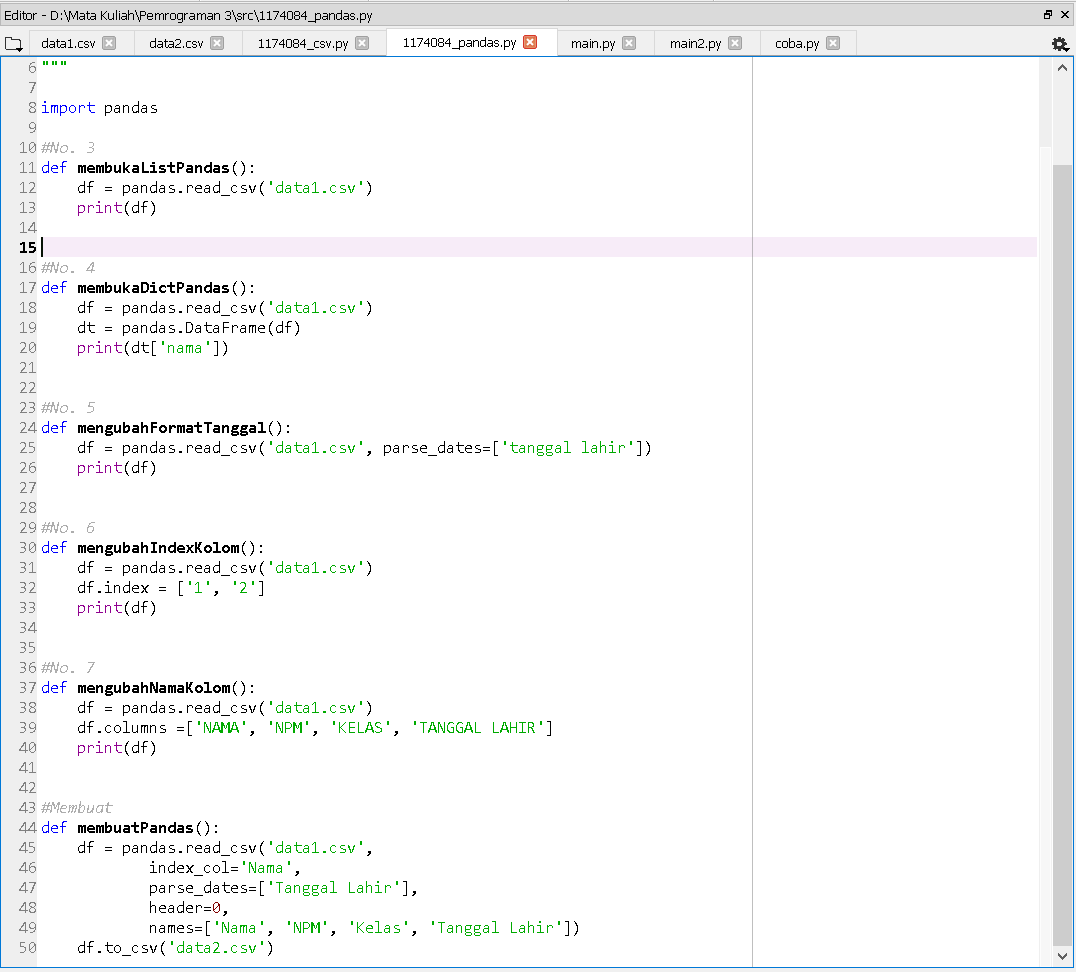 Editor - D:\Mata Kuliah\Pemrograman 3\src\1174084_pandas.py
data1.csv data2.csv 1174084_csv.py 1174084_pandas.py main.py main2.py coba.py
6 """
7
8 import pandas
9
10 #No. 3
11 def membukaListPandas():
12     df = pandas.read_csv('data1.csv')
13     print(df)
14
15
16 #No. 4
17 def membukaDictPandas():
18     df = pandas.read_csv('data1.csv')
19     dt = pandas.DataFrame(df)
20     print(dt['nama'])
21
22
23 #No. 5
24 def mengubahFormatTanggal():
25     df = pandas.read_csv('data1.csv', parse_dates=['tanggal lahir'])
26     print(df)
27
28
29 #No. 6
30 def mengubahIndexKolom():
31     df = pandas.read_csv('data1.csv')
32     df.index = ['1', '2']
33     print(df)
34
35
36 #No. 7
37 def mengubahNamaKolom():
38     df = pandas.read_csv('data1.csv')
39     df.columns =['NAMA', 'NPM', 'KELAS', 'TANGGAL LAHIR']
40     print(df)
41
42
43 #Membuat
44 def membuatPandas():
45     df = pandas.read_csv('data1.csv',
46             index_col='Nama',
47             parse_dates=['Tanggal Lahir'],
48             header=0,
49             names=['Nama', 'NPM', 'Kelas', 'Tanggal Lahir'])
50     df.to_csv('data2.csv')